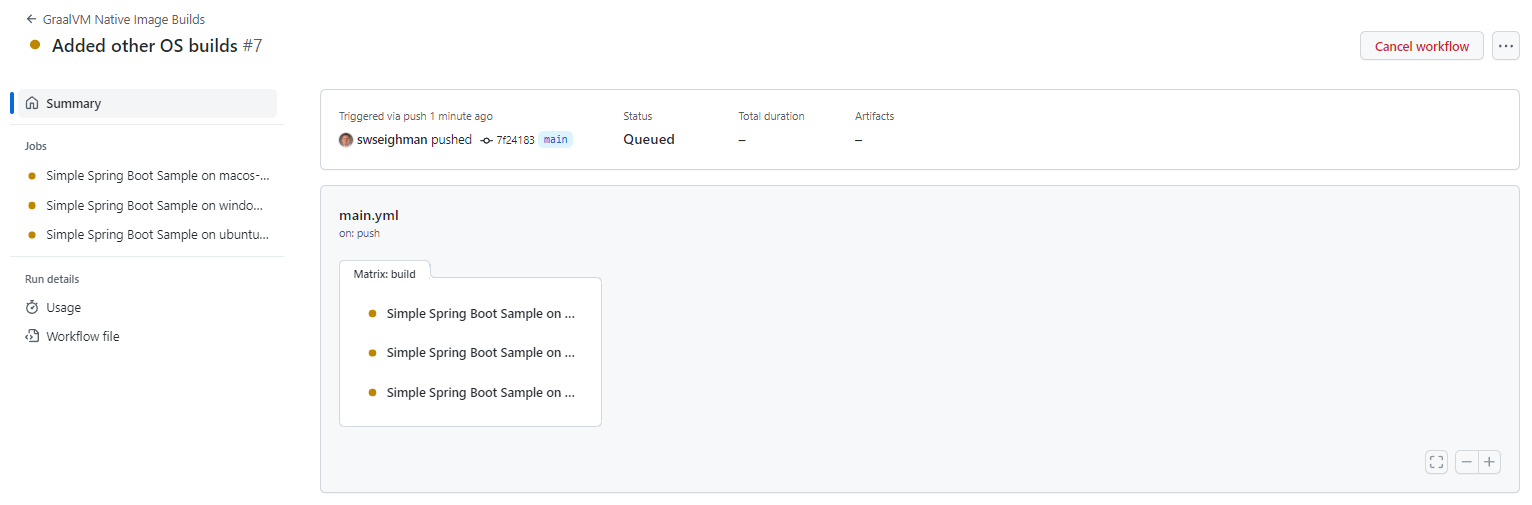 GraalVM Native Image Builds
Added other OS builds #7
Cancel workflow
Summary
Jobs
Simple Spring Boot Sample on macos-...
Simple Spring Boot Sample on windo...
Simple Spring Boot Sample on ubuntu...
Run details
Usage
Workflow file
Triggered via push 1 minute ago
swseighman pushed 7f24183 main
Status
Queued
Total duration
–
Artifacts
–
main.yml
on: push
Matrix: build
Simple Spring Boot Sample on ...
Simple Spring Boot Sample on ...
Simple Spring Boot Sample on ...